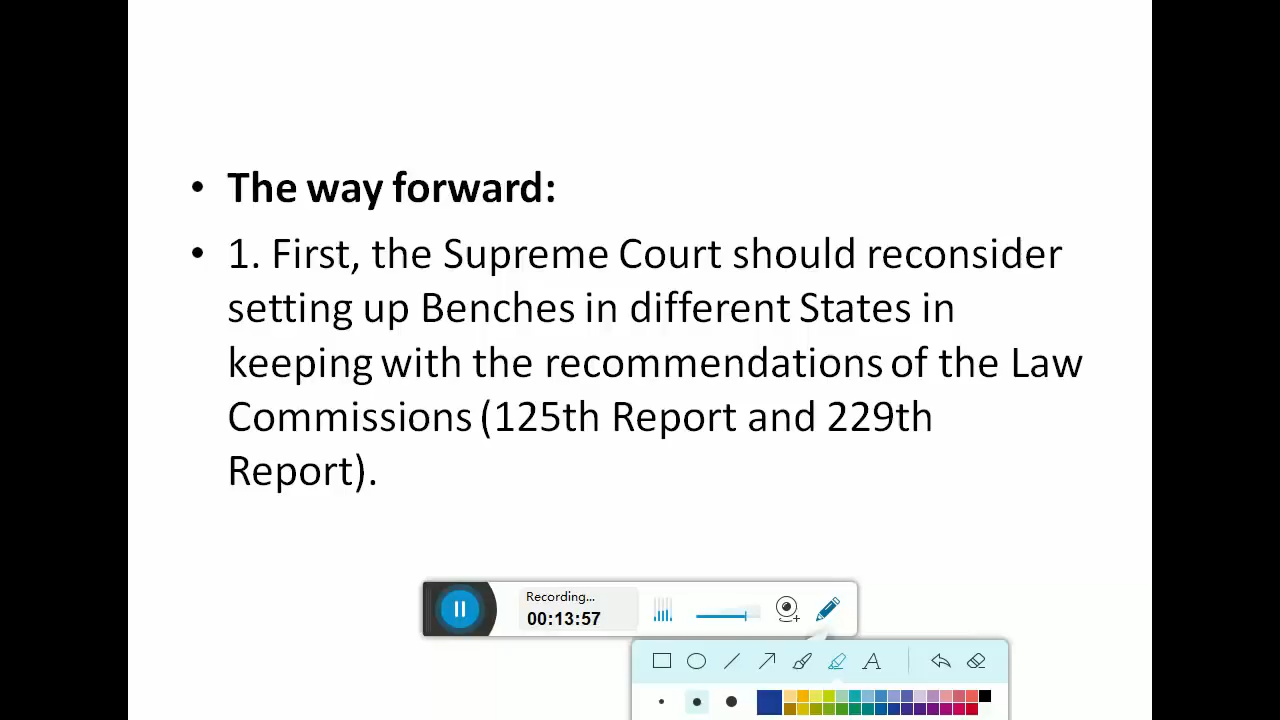 • The way forward:
• 1. First, the Supreme Court should reconsider
setting up Benches in different States in
keeping with the recommendations of the Law
Commissions (125th Report and 229th
Report).
Recording...
00:13:57
A